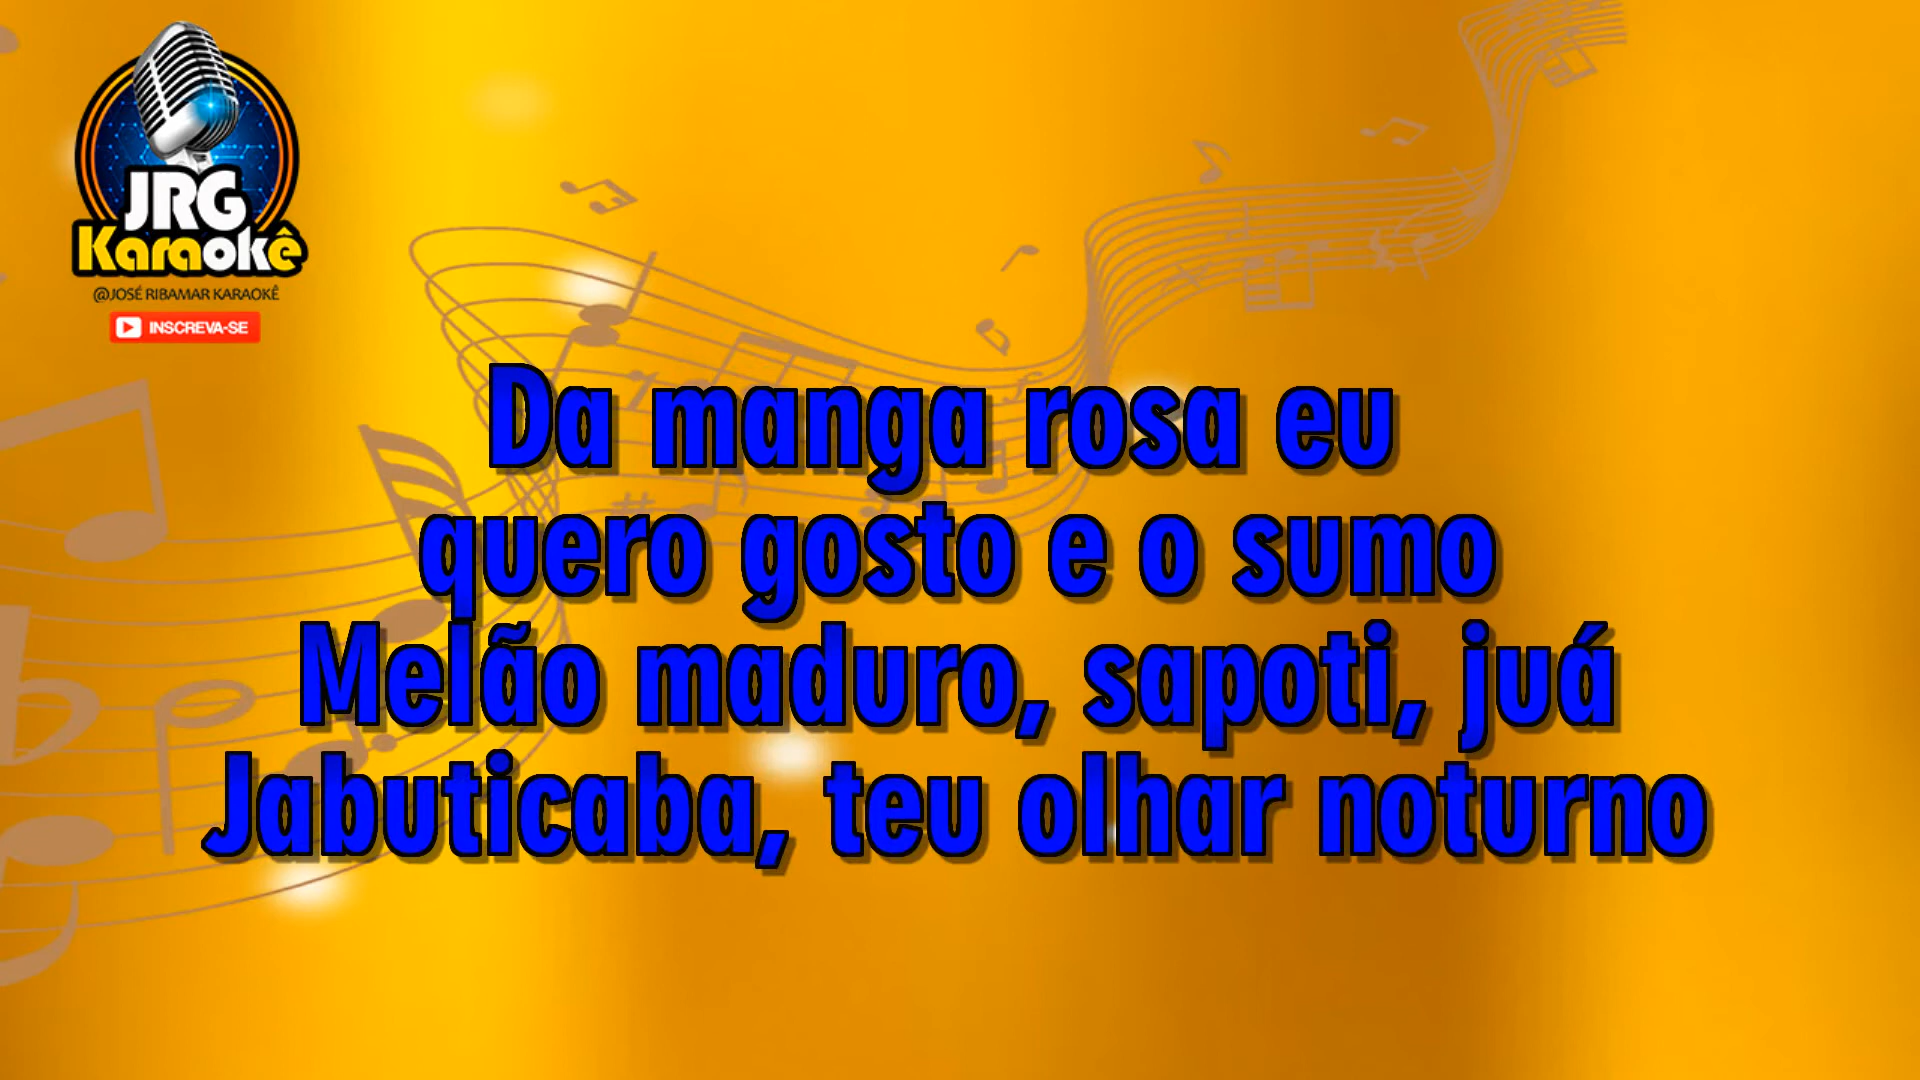 JRG
Karaokê
@JOSÉ RIBAMAR KARAOKÊ
INSCREVA-SE
Da manga rosa eu
quero gosto e o sumo
Melão maduro, sapoti, juá
Jabuticaba, teu olhar noturno